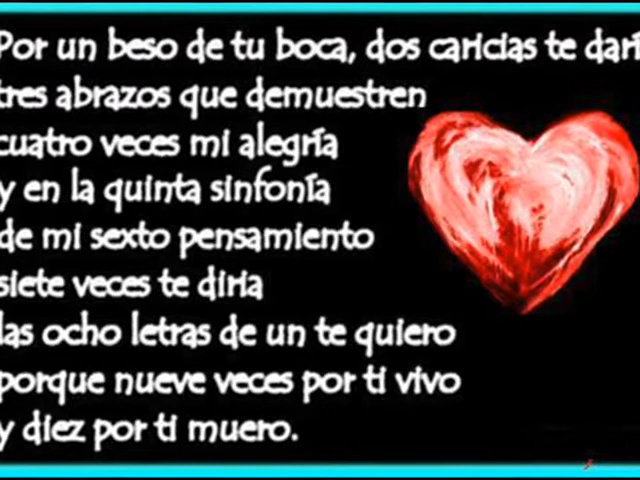 Por un beso de tu boca, dos caricias te darí
tres abrazos que demuestren
cuatro veces mi alegría
y en la quinta sinfonía
de mi sexto pensamiento
siete veces te diria
las ocho letras de un te quiero
porque nueve veces por ti vivo
y diez por ti muero.